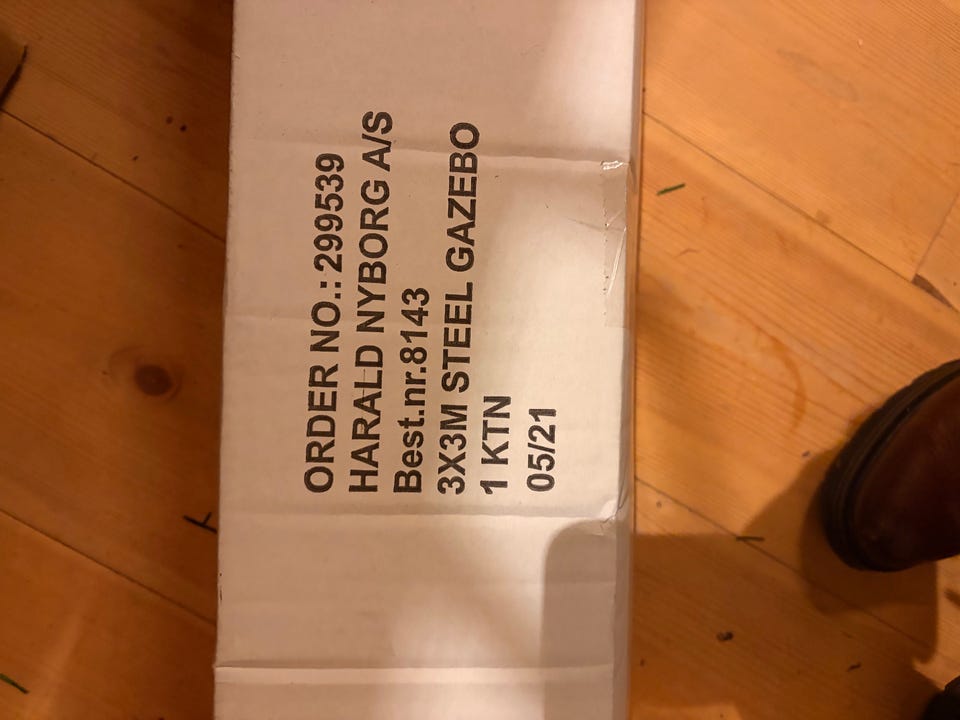 ORDER NO.: 299539
HARALD NYBORG A/S
Best.nr.8143
3X3M STEEL GAZEBO
1 KTN
05/21